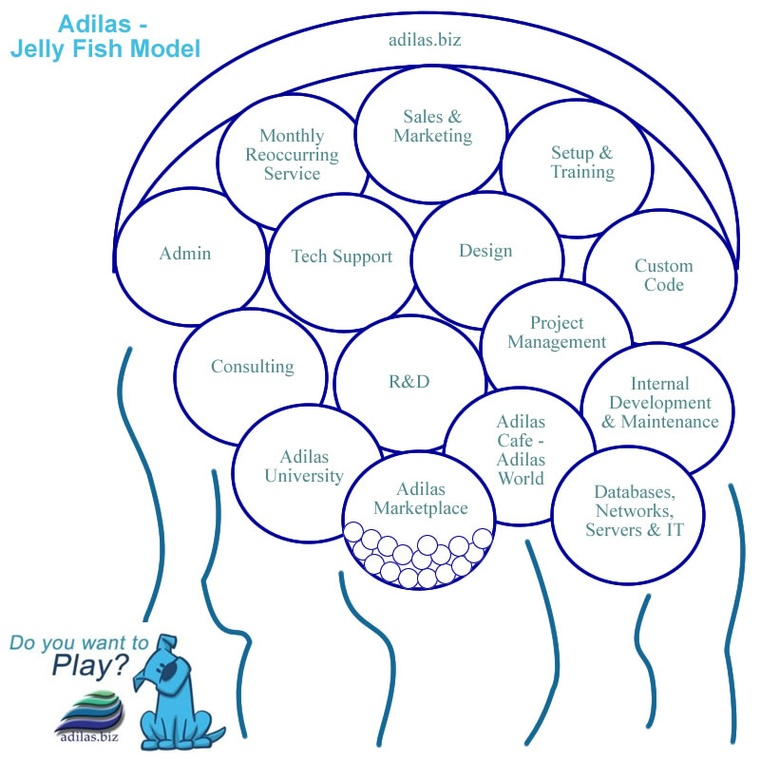 Adilas -
Jelly Fish Model
adilas.biz
Monthly
Reoccurring
Service
Sales &
Marketing
Setup &
Training
Admin
Tech Support
Design
Custom
Code
Project
Management
Consulting
R&D
Internal
Development
& Maintenance
Adilas
University
Adilas
Cafe -
Adilas
World
Adilas
Marketplace
Databases,
Networks,
Servers & IT
Do you want to
Play?
adilas.biz